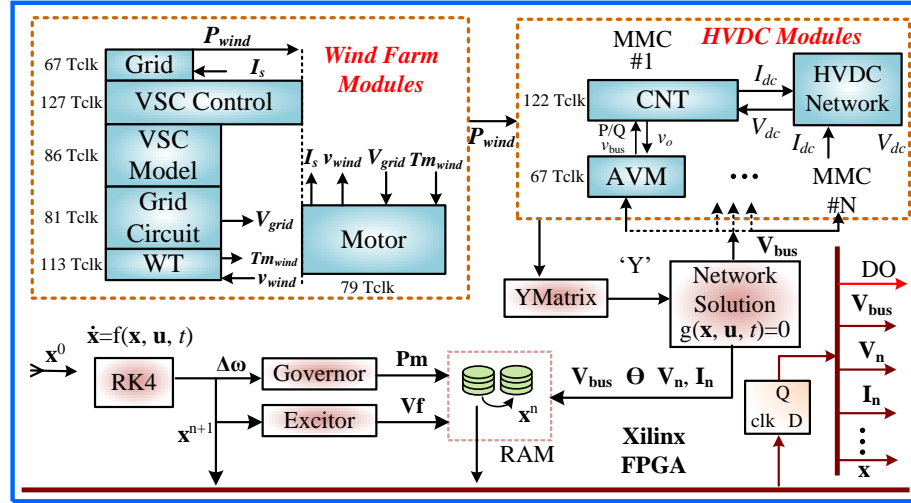 P_wind
Wind Farm Modules
67 Tclk
Grid
I_s
127 Tclk
VSC Control
86 Tclk
VSC Model
81 Tclk
Grid Circuit
V_grid
113 Tclk
WT
Tm_wind
v_wind
I_s v_wind V_grid Tm_wind
Motor
79 Tclk
P_wind
HVDC Modules
MMC #1
122 Tclk
CNT
I_dc
V_dc
HVDC Network
P/Q
v_bus
v_o
I_dc
V_dc
67 Tclk
AVM
...
MMC #N
V_bus
YMatrix
‘Y’
Network Solution
g(x, u, t)=0
DO
V_bus
V_n
I_n
⋮
x
x^0
ẋ=f(x, u, t)
RK4
Δω
x^n+1
Governor
Pm
Excitor
Vf
x^n
RAM
V_bus Θ V_n, I_n
Xilinx
FPGA
Q
clk D